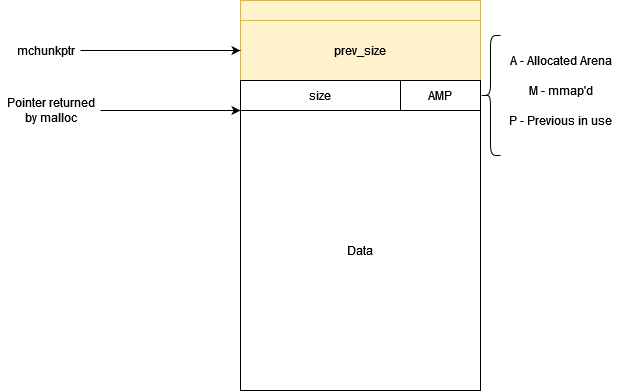 mchunkptr
prev_size
A - Allocated Arena
M - mmap'd
P - Previous in use
size
AMP
Pointer returned
by malloc
Data